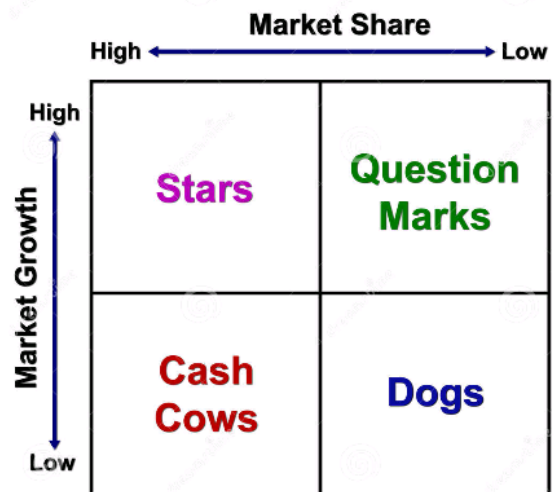 Market Share
High
Low
High
Market Growth
Low
Stars
Question
Marks
Cash
Cows
Dogs